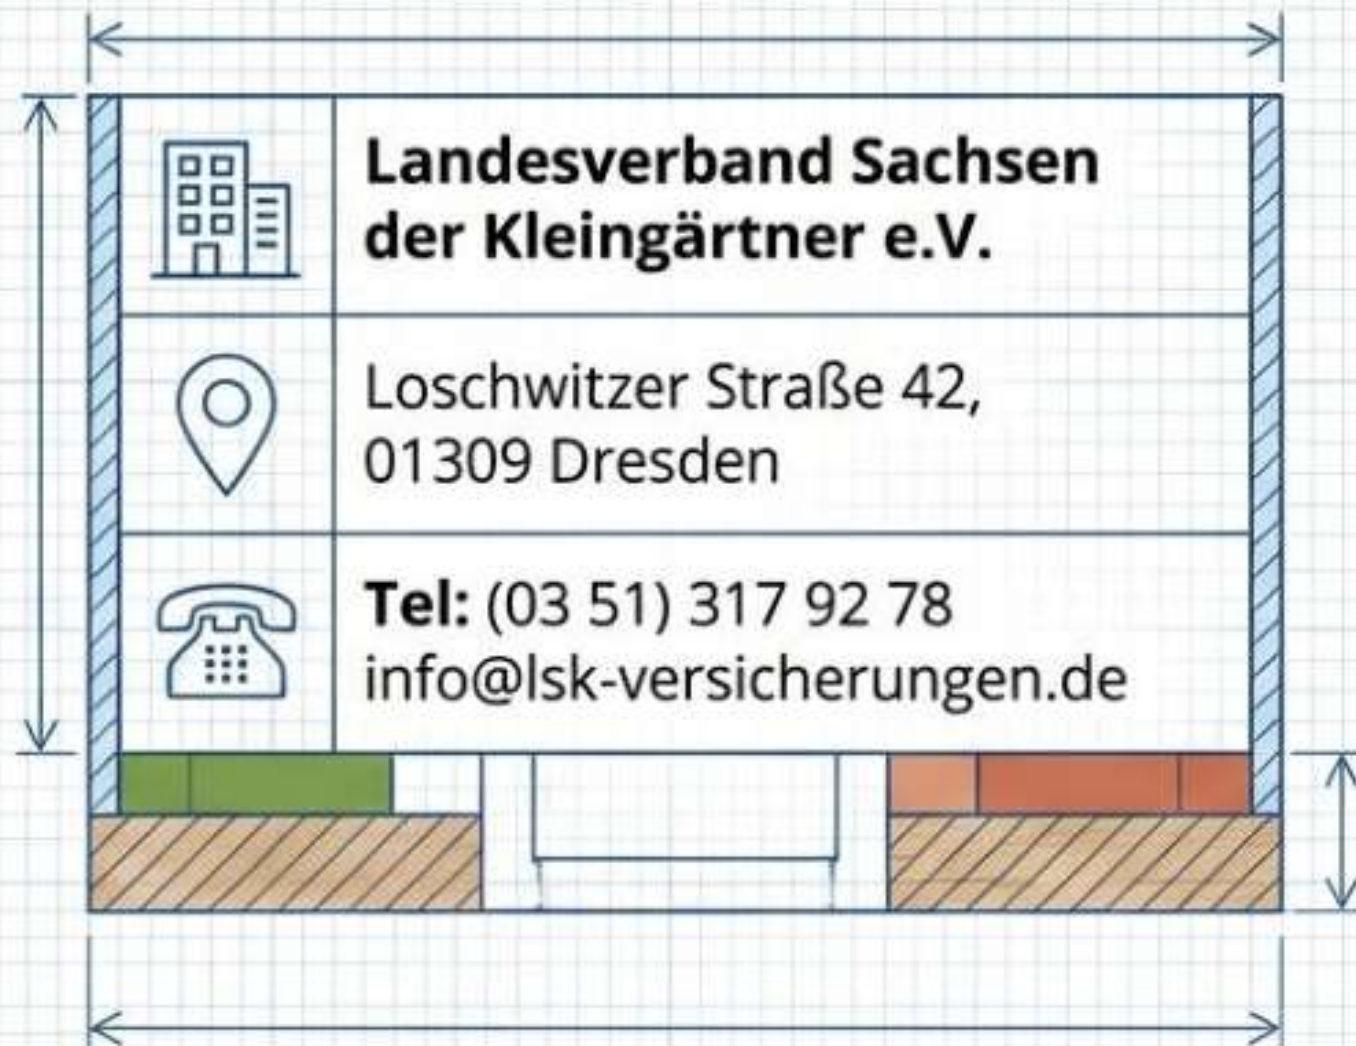 Landesverband Sachsen
der Kleingärtner e.V.
Loschwitzer Straße 42,
01309 Dresden
Tel: (03 51) 317 92 78
info@lsk-versicherungen.de